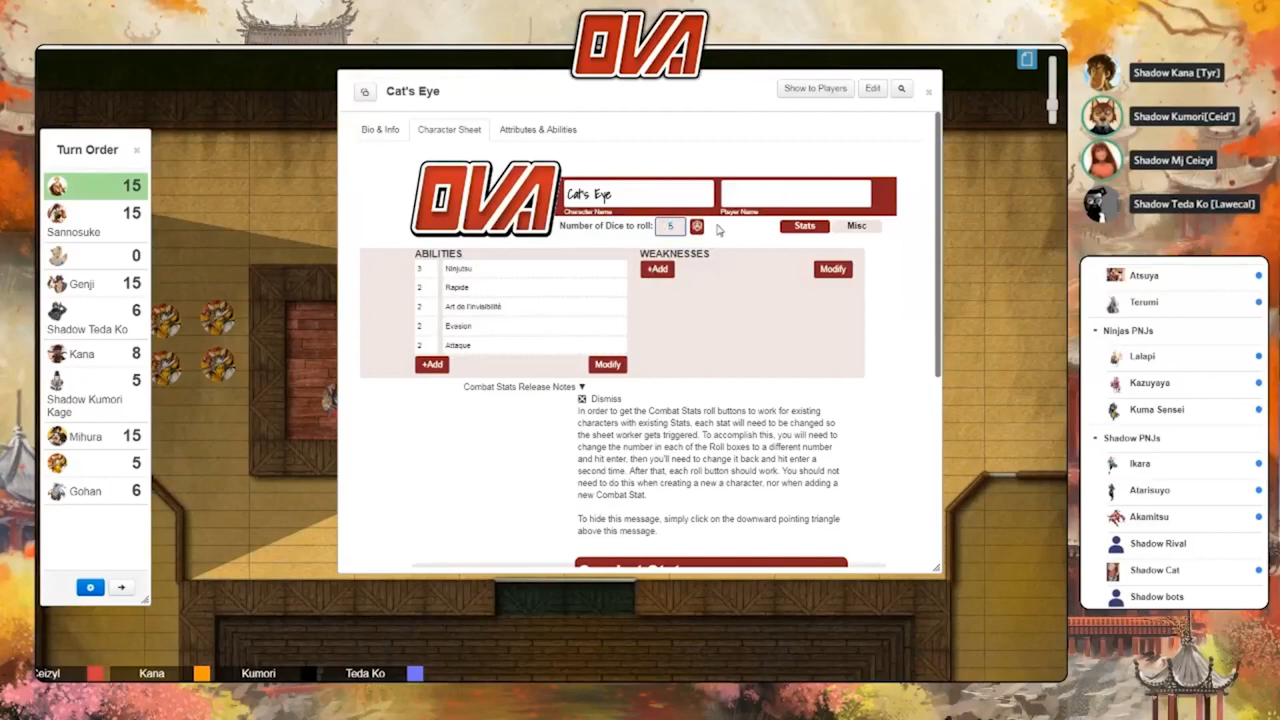 OVA
Cat's Eye
Show to Players
Edit
Bio & Info
Character Sheet
Attributes & Abilities
OVA
Cat's Eye
Character Name
Player Name
Number of Dice to roll:
5
Stats
Misc
ABILITIES
3 Ninjutsu
2 Rapide
2 Art de l'Invisibilité
2 Evasion
2 Attaque
+Add
Modify
WEAKNESSES
+Add
Modify
Combat Stats Release Notes ▼
Dismiss
In order to get the Combat Stats roll buttons to work for existing
characters with existing Stats, each stat will need to be changed so
the sheet worker gets triggered. To accomplish this, you will need to
change the number in each of the Roll boxes to a different number
and hit enter, then you'll need to change it back and hit enter a
second time. After that, each roll button should work. You should not
need to do this when creating a new a character, nor when adding a
new Combat Stat.
To hide this message, simply click on the downward pointing triangle
above this message.
Turn Order
15
15
Sannosuke
0
Genji 15
6
Shadow Teda Ko
Kana 8
5
Shadow Kumori
Kage
Mihura 15
5
Gohan 6
Shadow Kana [Tyr]
Shadow Kumori[Ceid']
Shadow Mj Ceizyl
Shadow Teda Ko [Lawecal]
Atsuya
Terumi
Ninjas PNJs
Lalapi
Kazuyaya
Kuma Sensei
Shadow PNJs
Ikara
Atarisuyo
Akamitsu
Shadow Rival
Shadow Cat
Shadow bots
Ceizyl
Kana
Kumori
Teda Ko